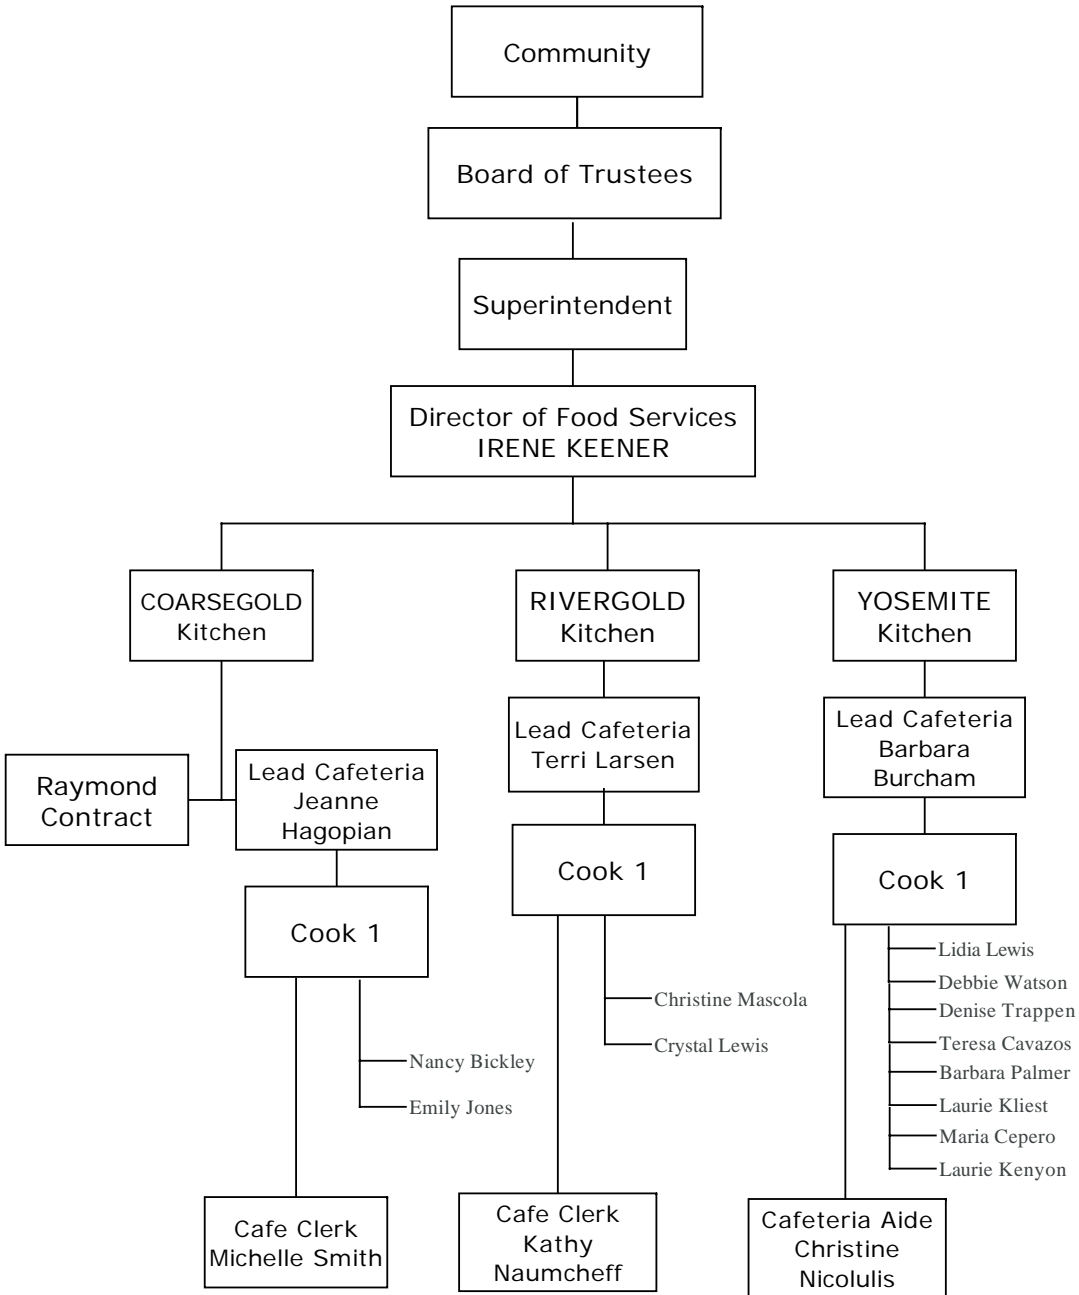 Community
Board of Trustees
Superintendent
Director of Food Services
IRENE KEENER
COARSEGOLD
Kitchen
RIVERGOLD
Kitchen
YOSEMITE
Kitchen
Raymond
Contract
Lead Cafeteria
Jeanne
Hagopian
Lead Cafeteria
Terri Larsen
Lead Cafeteria
Barbara
Burcham
Cook 1
Nancy Bickley
Emily Jones
Cook 1
Christine Mascola
Crystal Lewis
Cook 1
Lidia Lewis
Debbie Watson
Denise Trappen
Teresa Cavazos
Barbara Palmer
Laurie Kliest
Maria Cepero
Laurie Kenyon
Cafe Clerk
Michelle Smith
Cafe Clerk
Kathy
Naumcheff
Cafeteria Aide
Christine
Nicolulis